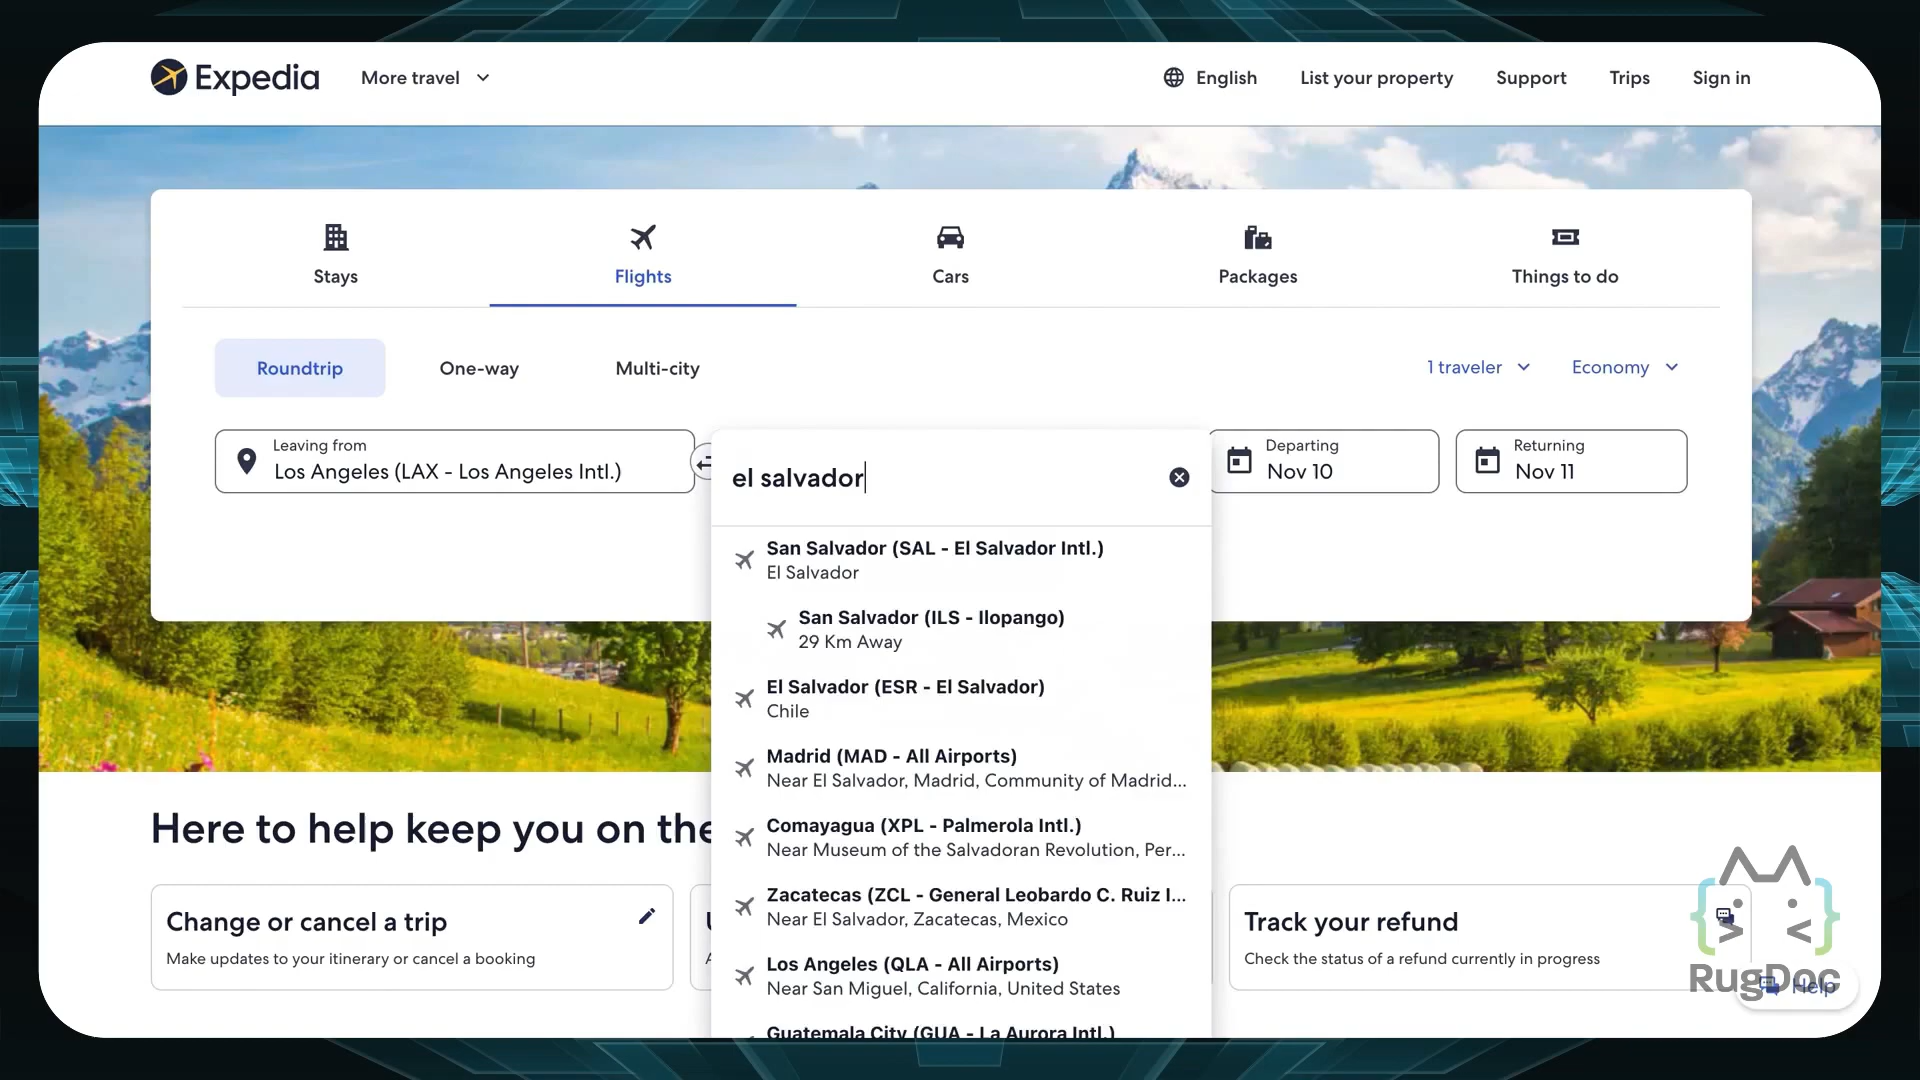 Expedia
More travel
English
List your property
Support
Trips
Sign in
Stays
Flights
Cars
Packages
Things to do
Roundtrip
One-way
Multi-city
1 traveler
Economy
Leaving from
Los Angeles (LAX - Los Angeles Intl.)
el salvador
Departing
Nov 10
Returning
Nov 11
San Salvador (SAL - El Salvador Intl.)
El Salvador
San Salvador (ILS - Ilopango)
29 Km Away
El Salvador (ESR - El Salvador)
Chile
Madrid (MAD - All Airports)
Near El Salvador, Madrid, Community of Madrid...
Comayagua (XPL - Palmerola Intl.)
Near Museum of the Salvadoran Revolution, Per...
Zacatecas (ZCL - General Leobardo C. Ruiz I...
Near El Salvador, Zacatecas, Mexico
Los Angeles (QLA - All Airports)
Near San Miguel, California, United States
Guatemala City (GUA - La Aurora Intl.)
Here to help keep you on the
Change or cancel a trip
Make updates to your itinerary or cancel a booking
Track your refund
Check the status of a refund currently in progress
RugDoc
Help